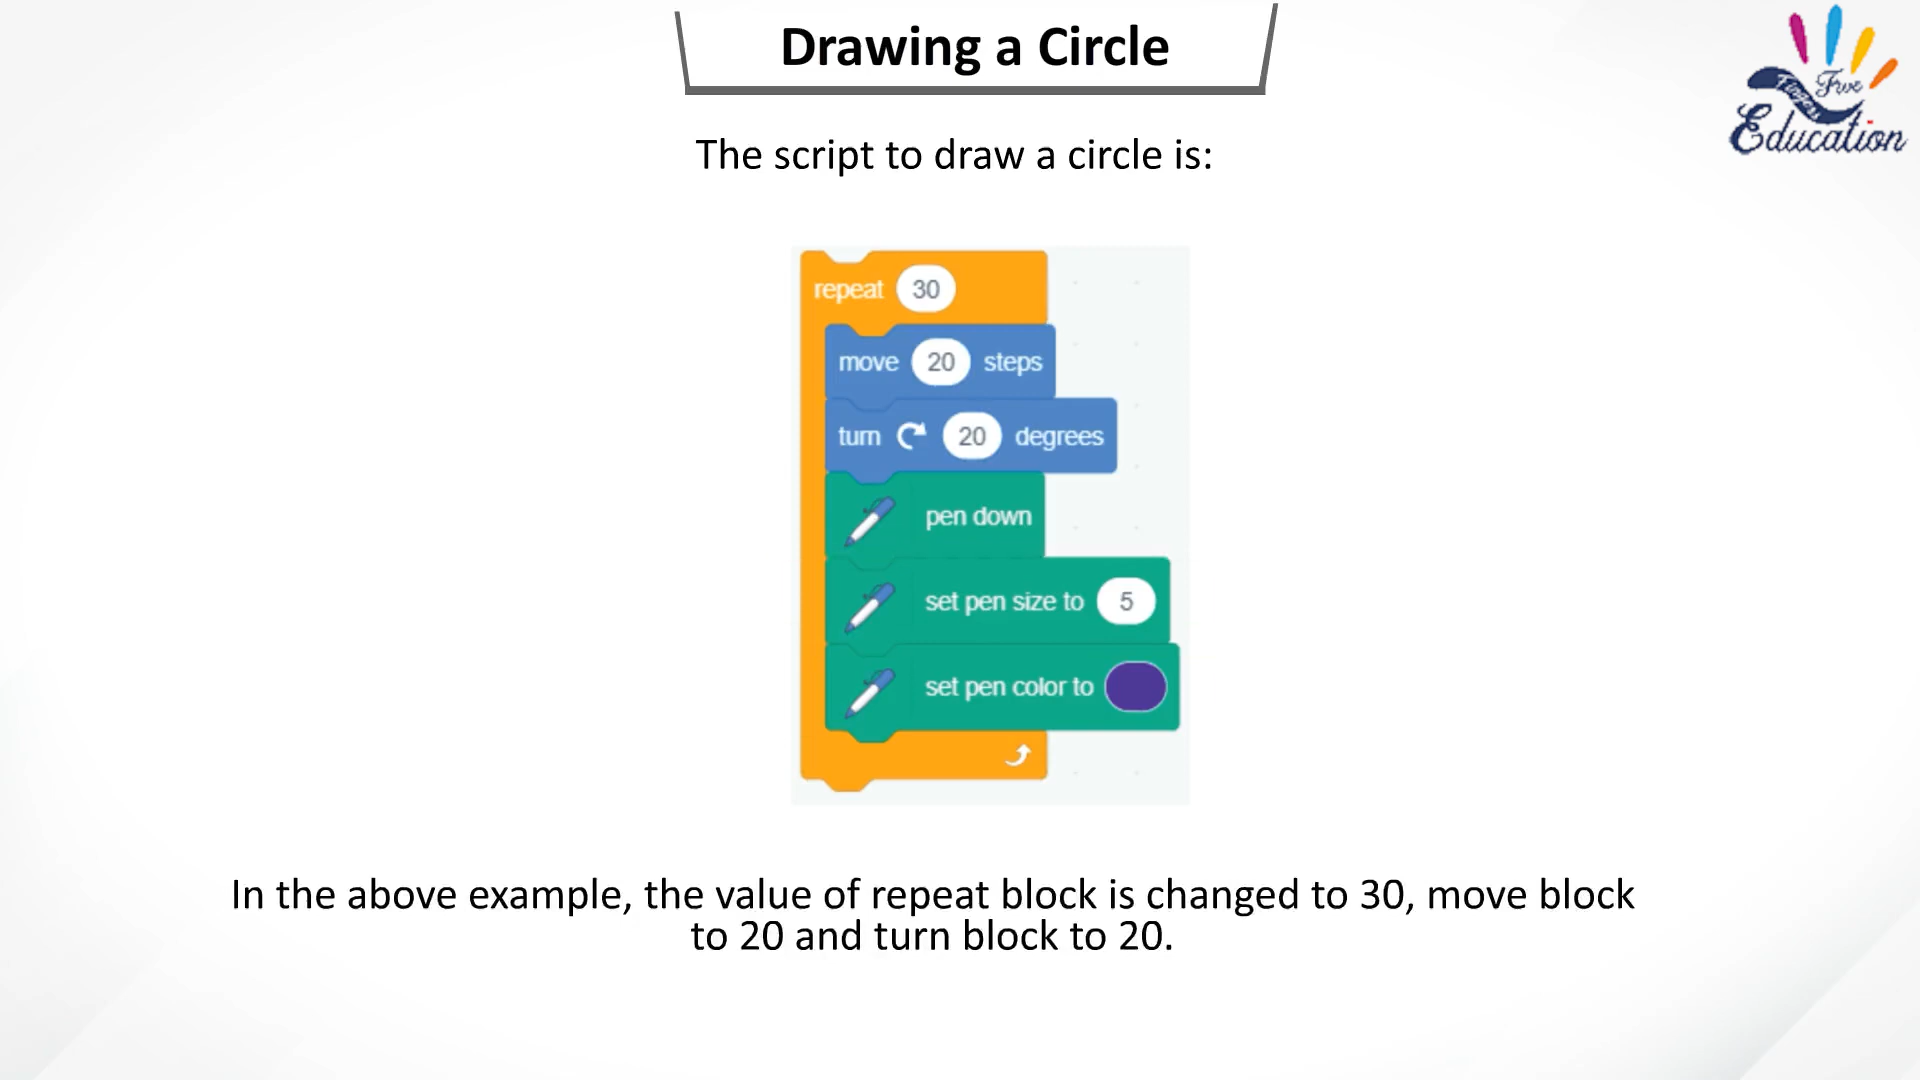 Drawing a Circle
Five
Fingers
Education
The script to draw a circle is:
repeat 30
move 20 steps
turn 20 degrees
pen down
set pen size to 5
set pen color to
In the above example, the value of repeat block is changed to 30, move block
to 20 and turn block to 20.